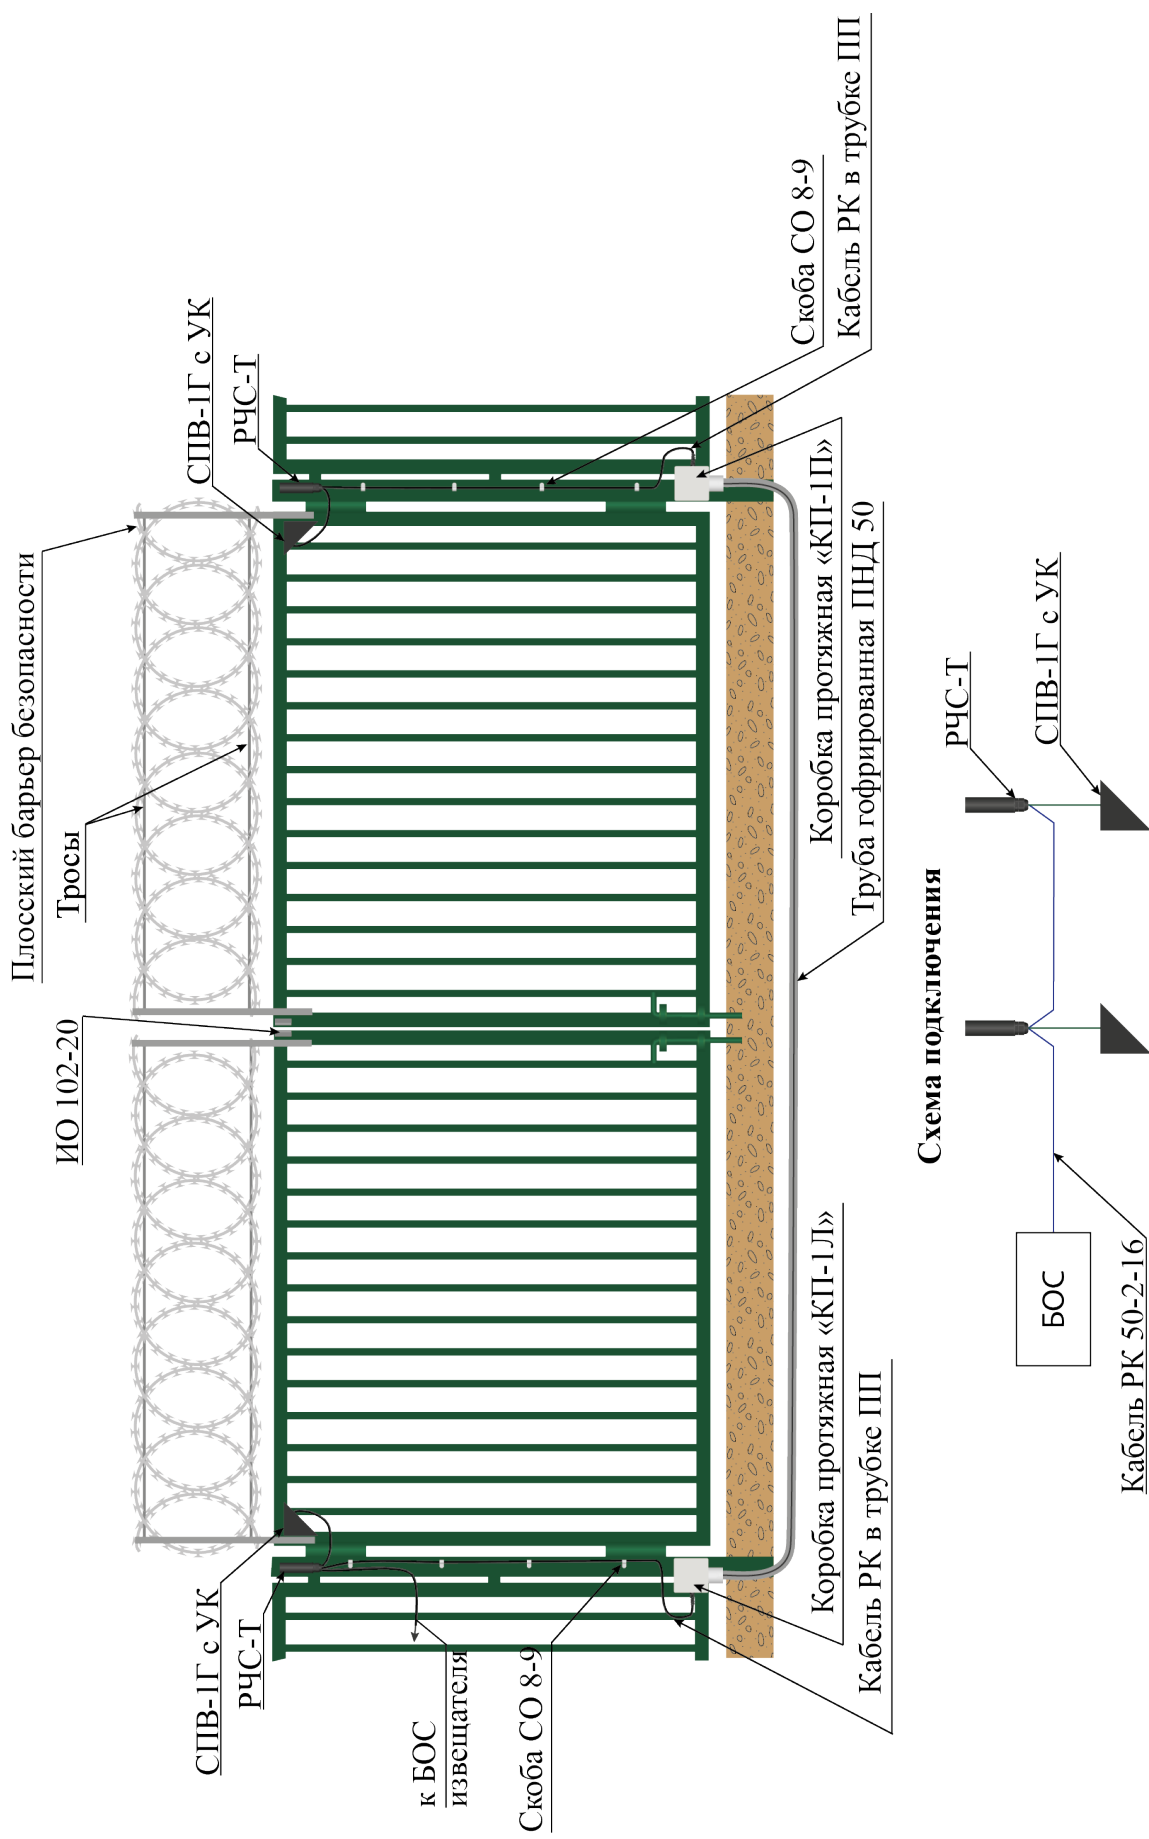 Плосский барьер безопасности
Тросы
ИО 102-20
СПВ-1Г с УК
РЧС-Т
СПВ-1Г с УК
РЧС-Т
к БОС
извещателя
Скоба СО 8-9
Скоба СО 8-9
Кабель РК в трубке ПП
Коробка протяжная «КП-1Л»
Кабель РК в трубке ПП
Коробка протяжная «КП-1П»
Труба гофрированная ПНД 50
Схема подключения
РЧС-Т
СПВ-1Г с УК
БОС
Кабель РК 50-2-16